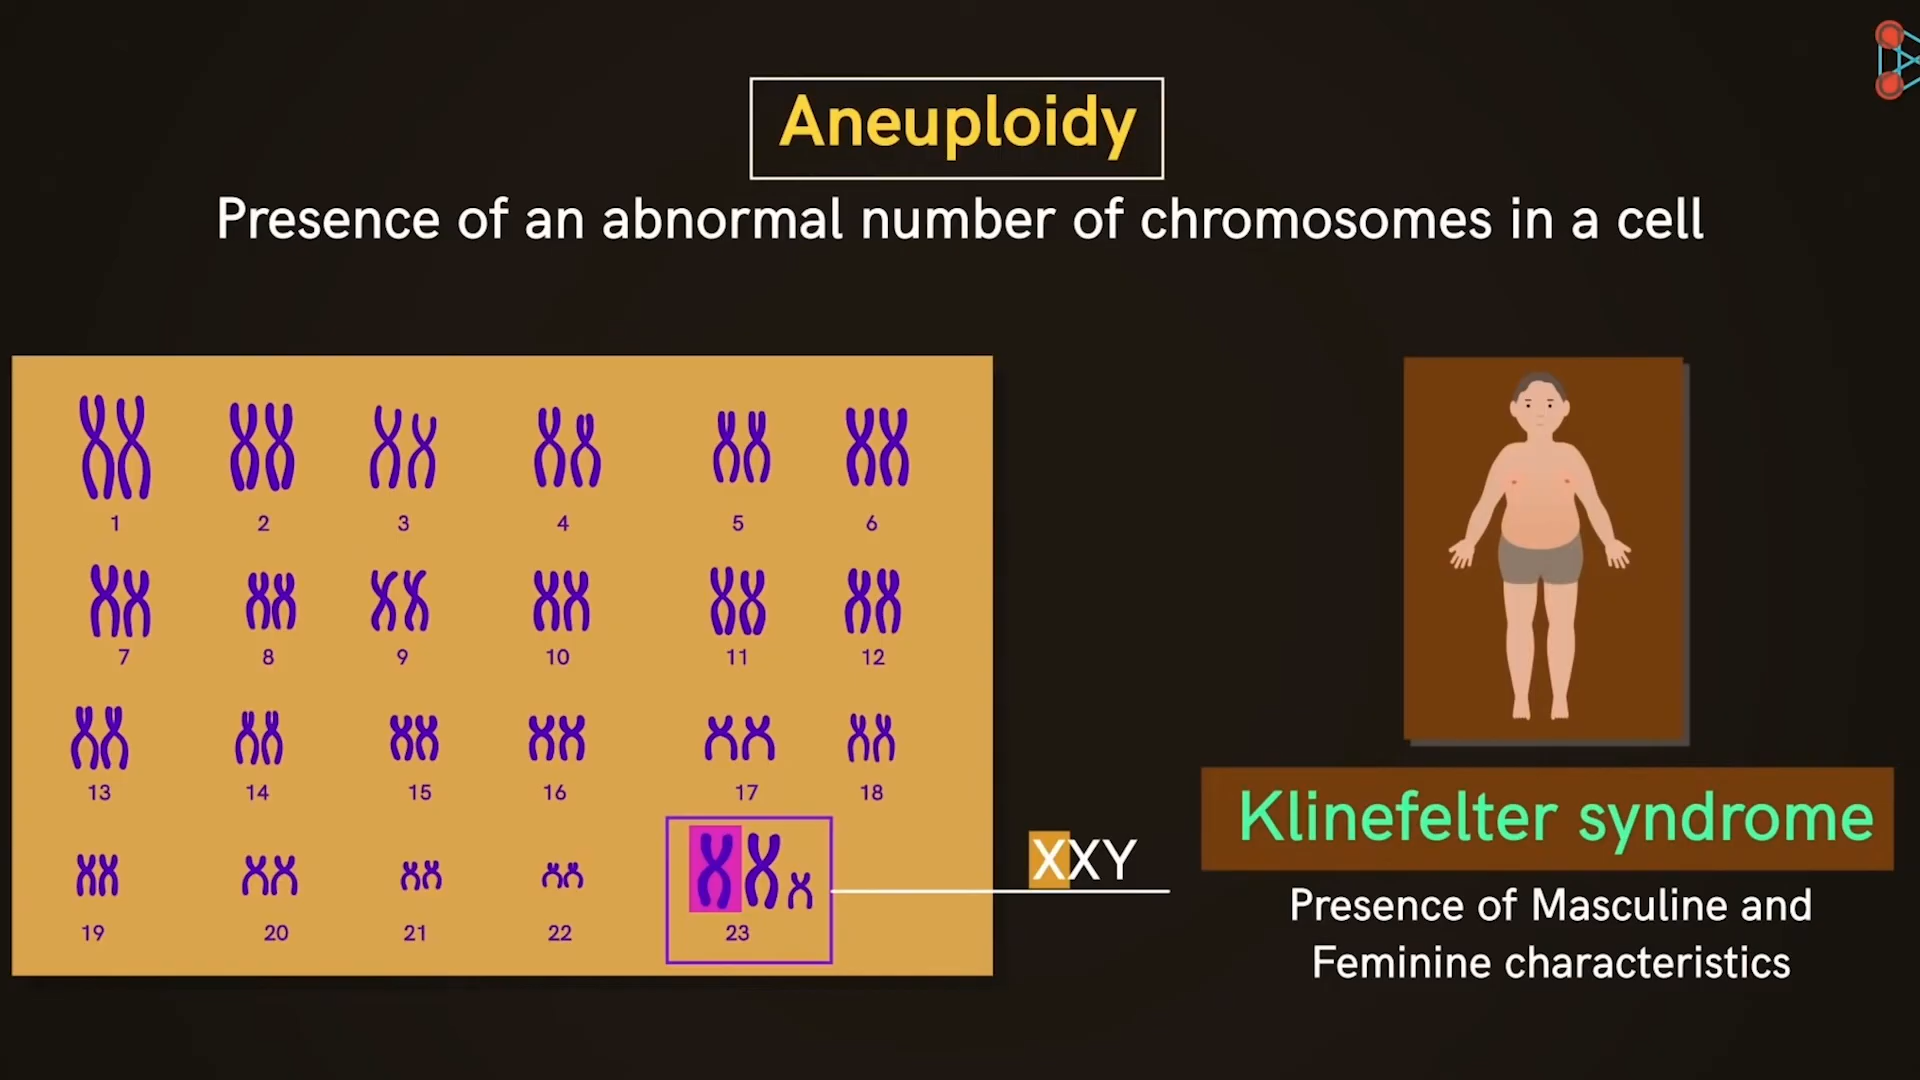 Aneuploidy
Presence of an abnormal number of chromosomes in a cell
1 2 3 4 5 6
7 8 9 10 11 12
13 14 15 16 17 18
19 20 21 22 23
XXY
Klinefelter syndrome
Presence of Masculine and
Feminine characteristics